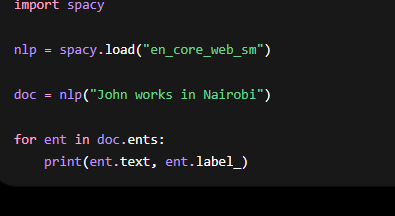 import spacy
nlp = spacy.load("en_core_web_sm")
doc = nlp("John works in Nairobi")
for ent in doc.ents:
    print(ent.text, ent.label_)